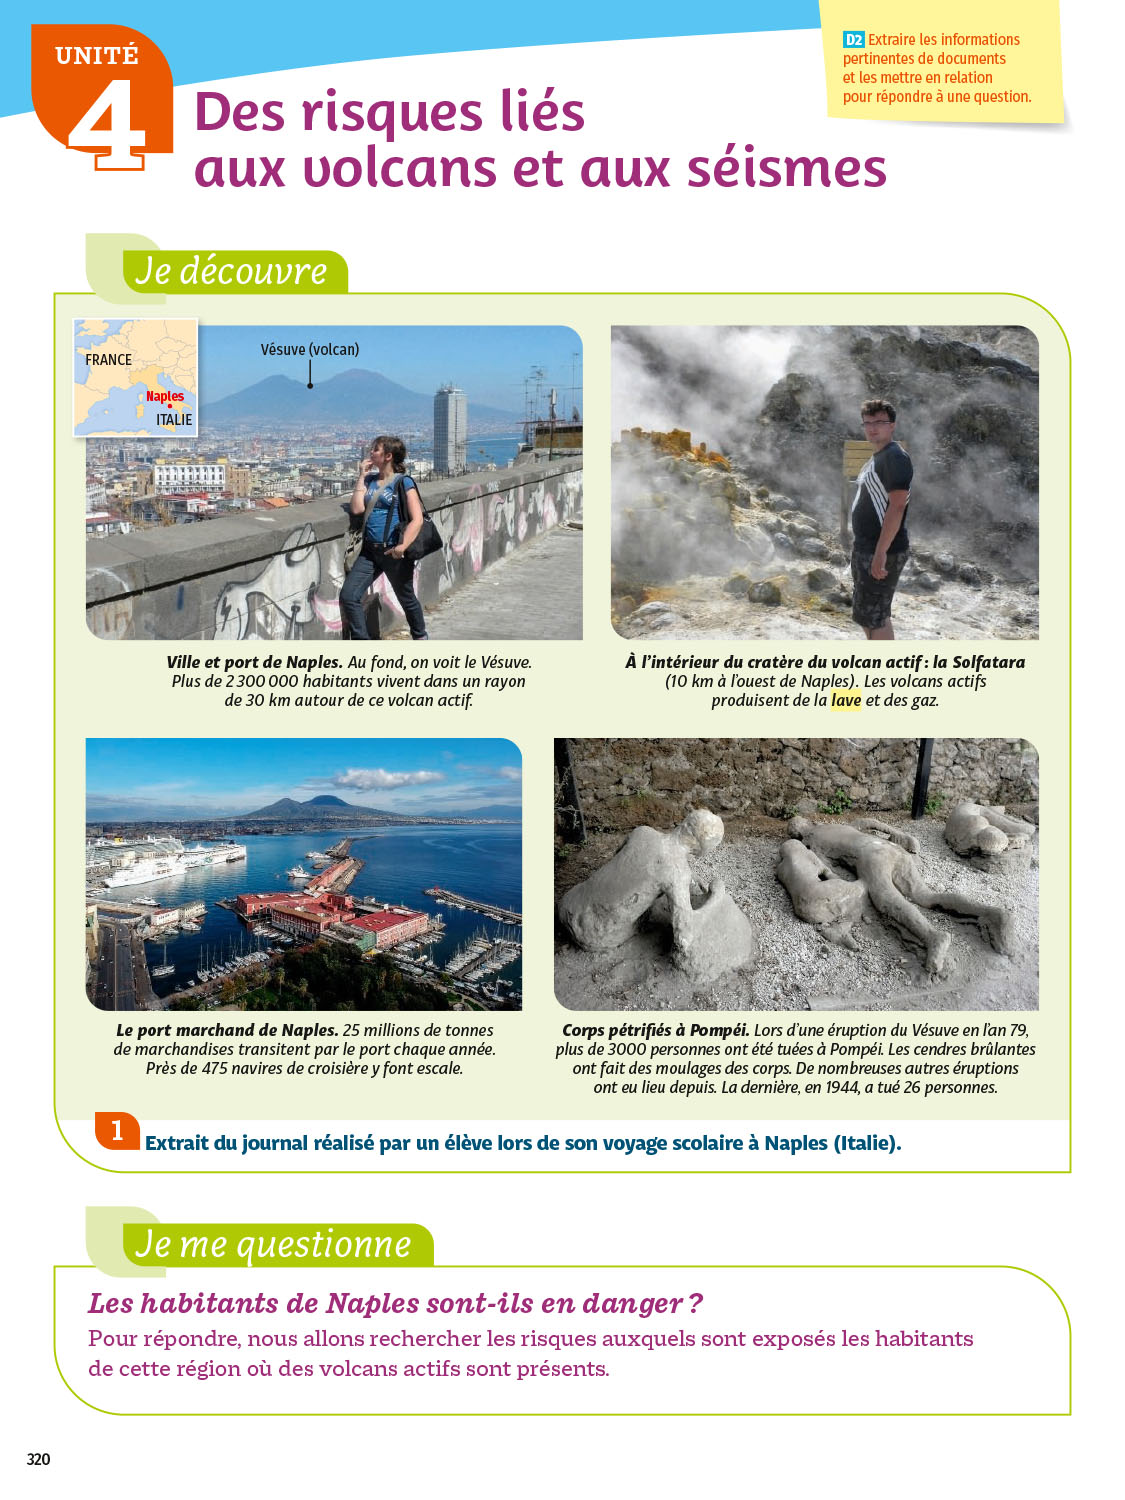 UNITÉ
4
Des risques liés
aux volcans et aux séismes
D2 Extraire les informations
pertinentes de documents
et les mettre en relation
pour répondre à une question.
Je découvre
FRANCE
Naples
ITALIE
Vésuve (volcan)
Ville et port de Naples. Au fond, on voit le Vésuve.
Plus de 2 300 000 habitants vivent dans un rayon
de 30 km autour de ce volcan actif.
À l'intérieur du cratère du volcan actif : la Solfatara
(10 km à l'ouest de Naples). Les volcans actifs
produisent de la lave et des gaz.
Le port marchand de Naples. 25 millions de tonnes
de marchandises transitent par le port chaque année.
Près de 475 navires de croisière y font escale.
Corps pétrifiés à Pompéi. Lors d'une éruption du Vésuve en l'an 79,
plus de 3000 personnes ont été tuées à Pompéi. Les cendres brûlantes
ont fait des moulages des corps. De nombreuses autres éruptions
ont eu lieu depuis. La dernière, en 1944, a tué 26 personnes.
1 Extrait du journal réalisé par un élève lors de son voyage scolaire à Naples (Italie).
Je me questionne
Les habitants de Naples sont-ils en danger ?
Pour répondre, nous allons rechercher les risques auxquels sont exposés les habitants
de cette région où des volcans actifs sont présents.
320